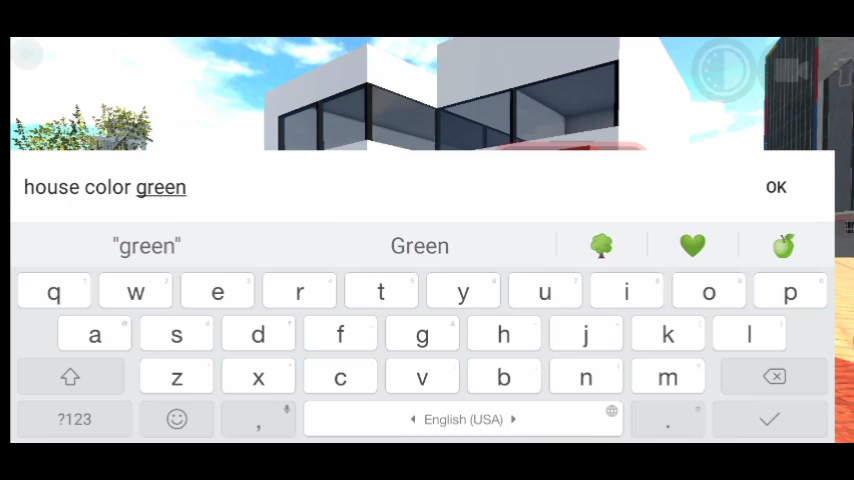 house color green
OK
"green"
Green
q w e r t y u i o p
a s d f g h j k l
z x c v b n m
?123
,
English (USA)
.